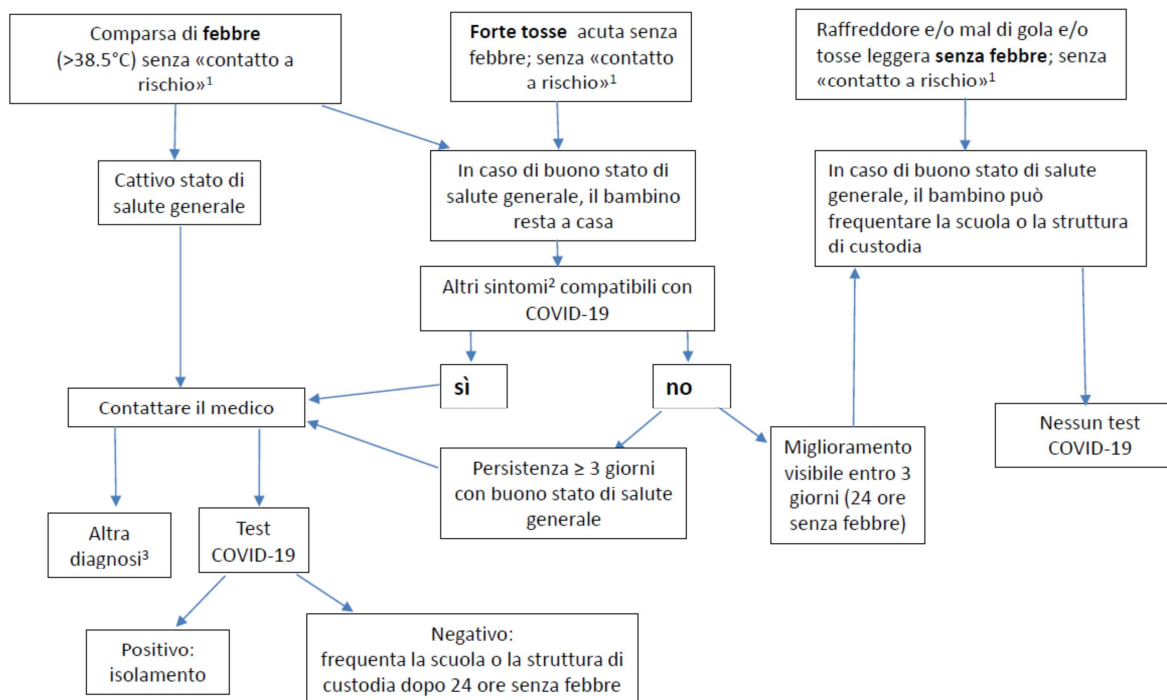 Comparsa di febbre
(>38.5°C) senza «contatto a
rischio»¹
Forte tosse acuta senza
febbre; senza «contatto
a rischio»¹
Raffreddore e/o mal di gola e/o
tosse leggera senza febbre; senza
«contatto a rischio»¹
Cattivo stato di
salute generale
In caso di buono stato di
salute generale, il bambino
resta a casa
In caso di buono stato di salute
generale, il bambino può
frequentare la scuola o la struttura
di custodia
Altri sintomi² compatibili con
COVID-19
sì
no
Contattare il medico
Persistenza ≥ 3 giorni
con buono stato di salute
generale
Miglioramento
visibile entro 3
giorni (24 ore
senza febbre)
Nessun test
COVID-19
Altra
diagnosi³
Test
COVID-19
Positivo:
isolamento
Negativo:
frequenta la scuola o la struttura di
custodia dopo 24 ore senza febbre